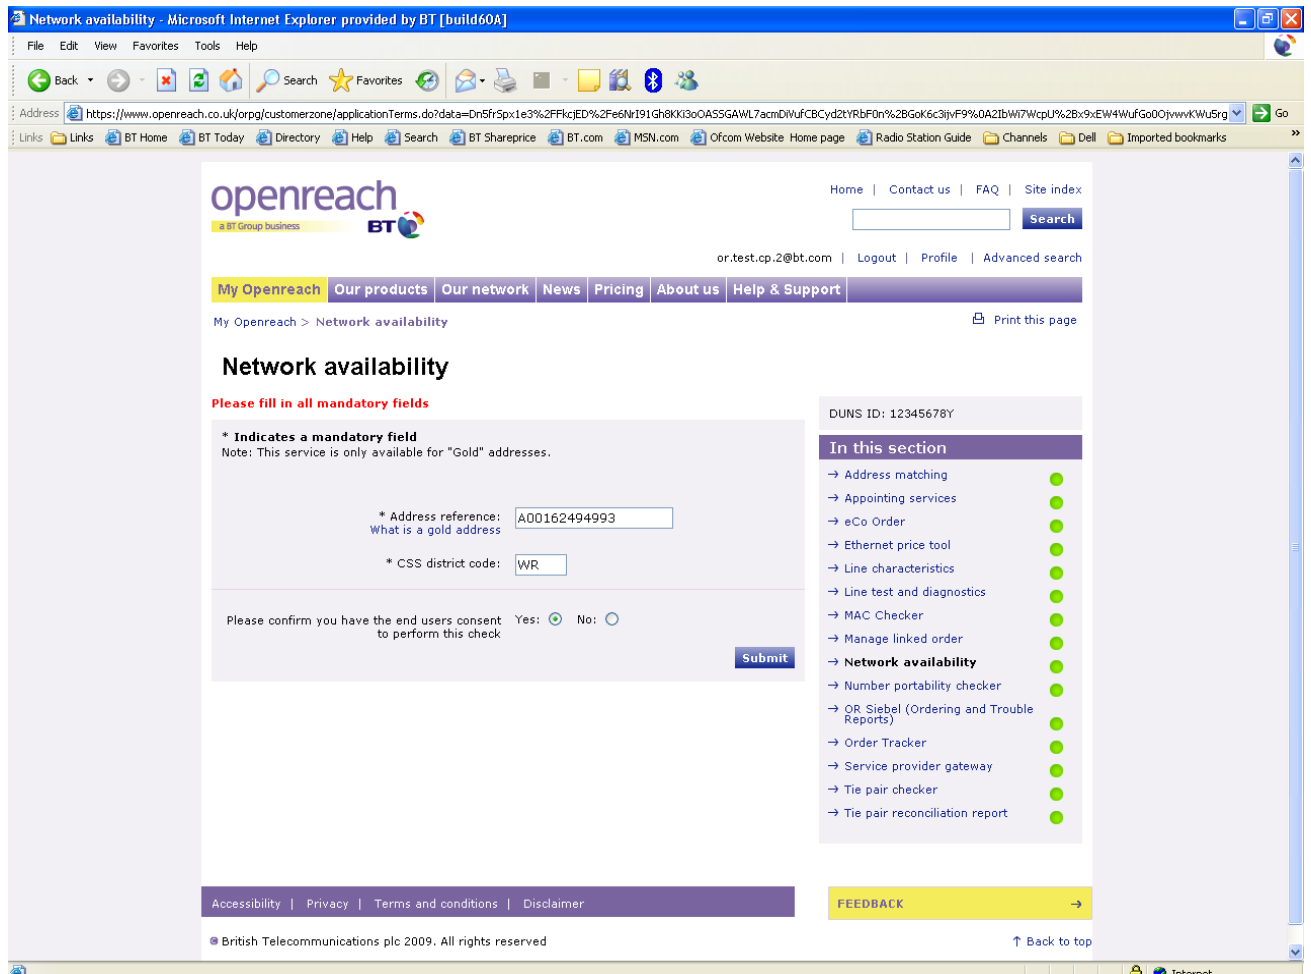 Network availability - Microsoft Internet Explorer provided by BT [build60A]
File Edit View Favorites Tools Help
Back Search Favorites
Address https://www.openreach.co.uk/orpg/customerzone/applicationTerms.do?
Go
Links Links BT Home BT Today Directory Help Search BT Shareprice BT.com MSN.com Ofcom Website Home page Radio Station Guide Channels Dell Imported bookmarks »
openreach
a BT Group business BT
Home | Contact us | FAQ | Site index
Search
or.test.cp.2@bt.com | Logout | Profile | Advanced search
My Openreach Our products Our network News Pricing About us Help & Support
My Openreach > Network availability
Print this page
Network availability
Please fill in all mandatory fields
* Indicates a mandatory field
Note: This service is only available for "Gold" addresses.
* Address reference: A00162494993
What is a gold address
* CSS district code: WR
Please confirm you have the end users consent Yes: No:
to perform this check
Submit
DUNS ID: 12345678Y
In this section
→ Address matching
→ Appointing services
→ eCo Order
→ Ethernet price tool
→ Line characteristics
→ Line test and diagnostics
→ MAC Checker
→ Manage linked order
→ Network availability
→ Number portability checker
→ OR Siebel (Ordering and Trouble
Reports)
→ Order Tracker
→ Service provider gateway
→ Tie pair checker
→ Tie pair reconciliation report
Accessibility | Privacy | Terms and conditions | Disclaimer
FEEDBACK →
British Telecommunications plc 2009. All rights reserved
↑ Back to top
Internet